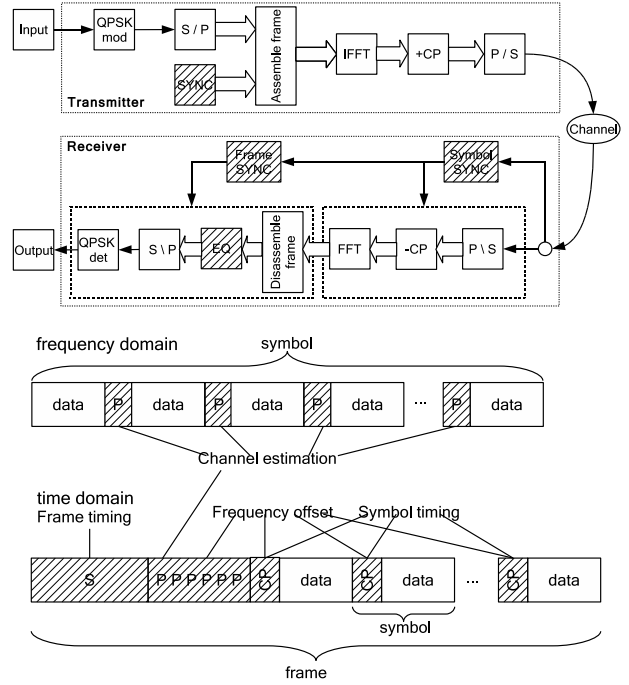 Input
QPSK
mod
S / P
SYNC
Assemble frame
IFFT
+CP
P / S
Transmitter
Channel
Receiver
Frame
SYNC
Symbol
SYNC
Output
QPSK
det
S \ P
EQ
Disassemble
frame
FFT
-CP
P \ S
frequency domain
symbol
data
P
data
P
data
P
data
...
P
data
Channel estimation
time domain
Frame timing
Frequency offset
Symbol timing
S
P P P P P P
CP
data
CP
data
...
CP
data
symbol
frame